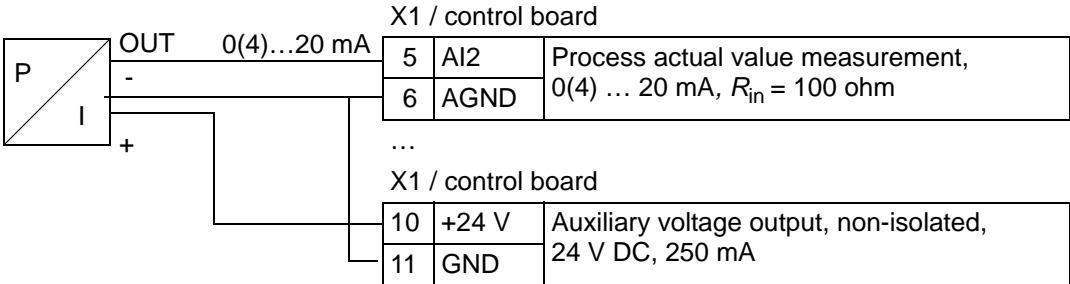 X1 / control board
OUT 0(4)…20 mA
P
-
I
+
5 AI2 Process actual value measurement,
6 AGND 0(4) … 20 mA, Rin = 100 ohm
…
X1 / control board
10 +24 V Auxiliary voltage output, non-isolated,
11 GND 24 V DC, 250 mA